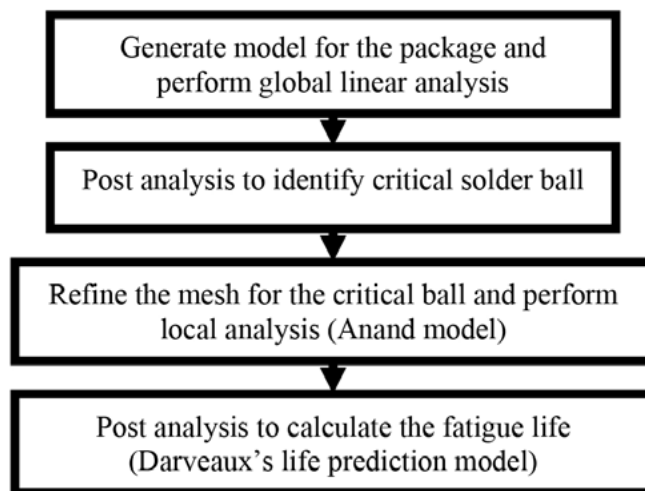 Generate model for the package and
perform global linear analysis
Post analysis to identify critical solder ball
Refine the mesh for the critical ball and perform
local analysis (Anand model)
Post analysis to calculate the fatigue life
(Darveaux’s life prediction model)